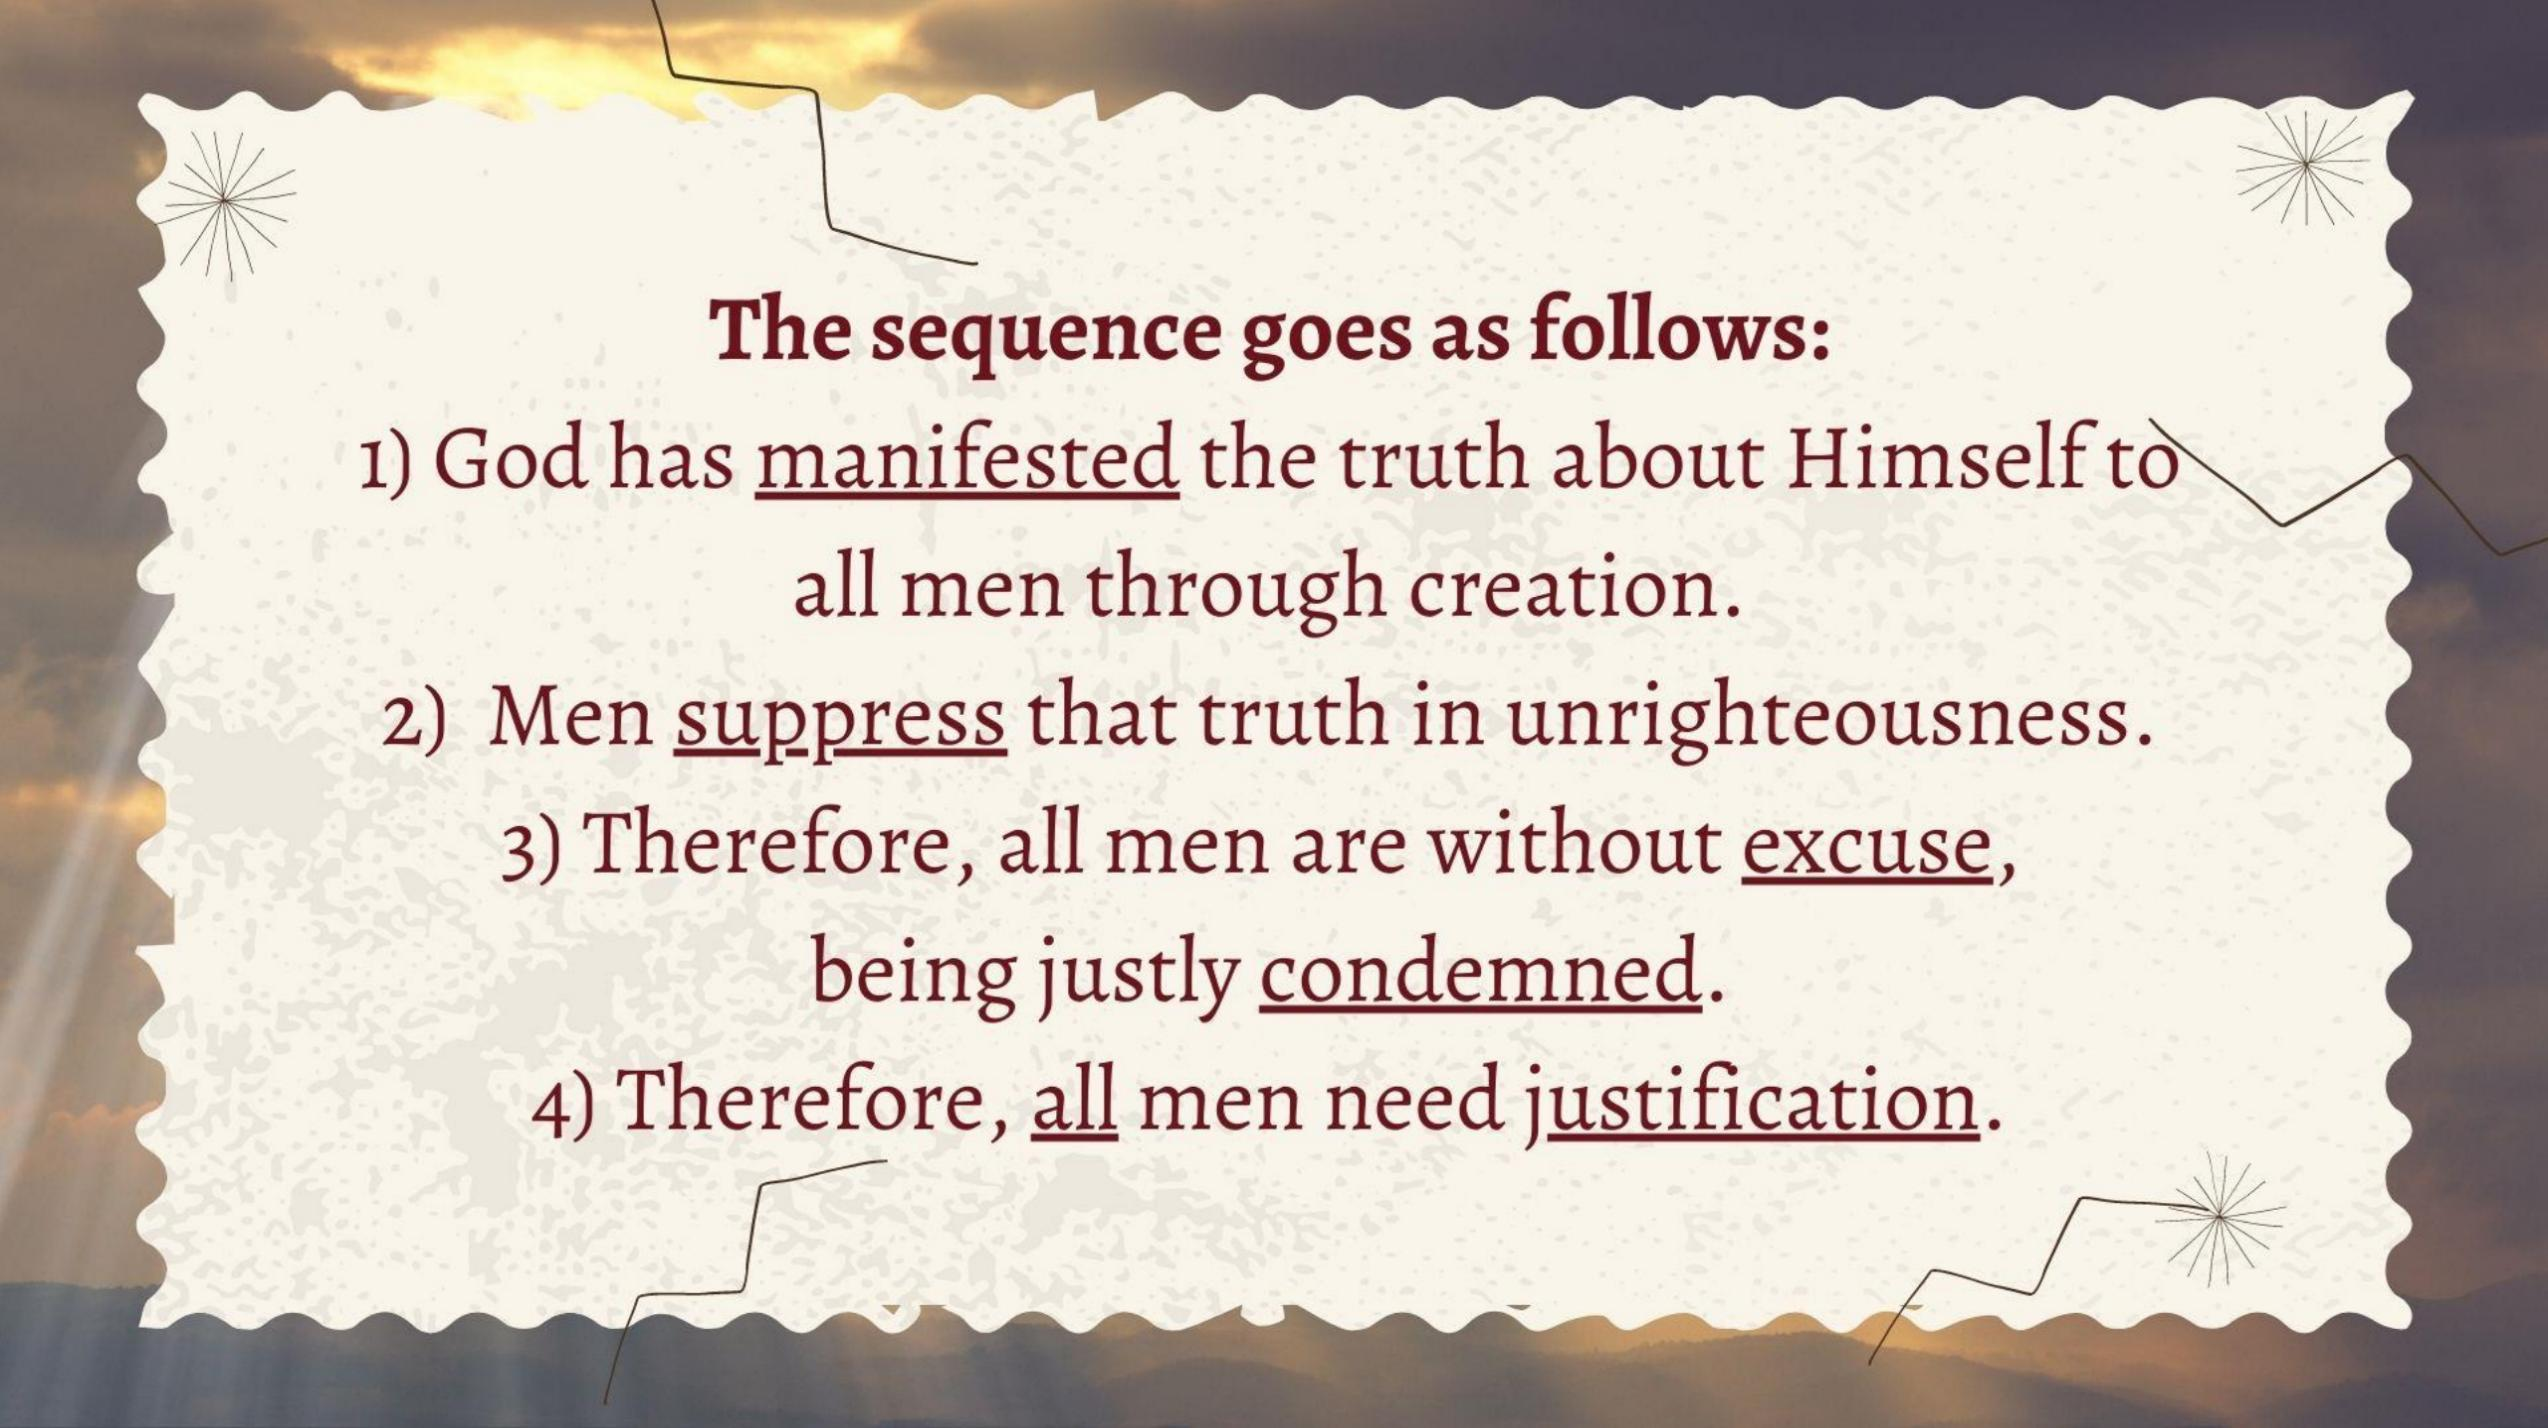 The sequence goes as follows:
1) God has manifested the truth about Himself to
all men through creation.
2) Men suppress that truth in unrighteousness.
3) Therefore, all men are without excuse,
being justly condemned.
4) Therefore, all men need justification.